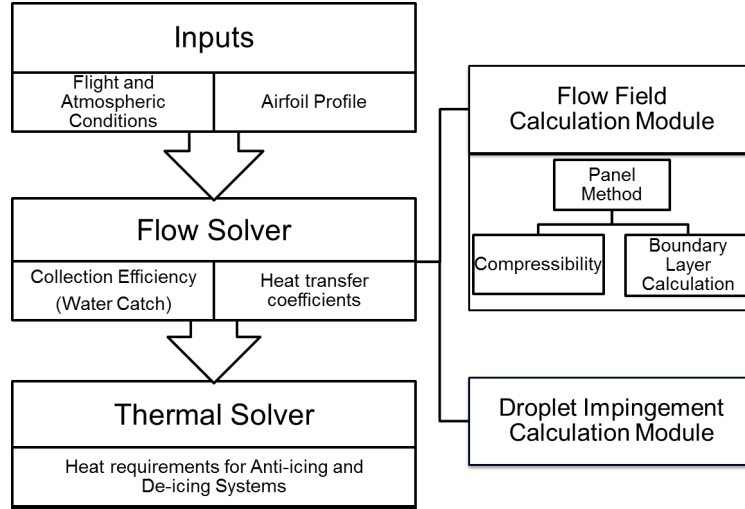 Inputs
Flight and
Atmospheric
Conditions
Airfoil Profile
Flow Solver
Collection Efficiency
(Water Catch)
Heat transfer
coefficients
Thermal Solver
Heat requirements for Anti-icing and
De-icing Systems
Flow Field
Calculation Module
Panel
Method
Compressibility
Boundary
Layer
Calculation
Droplet Impingement
Calculation Module